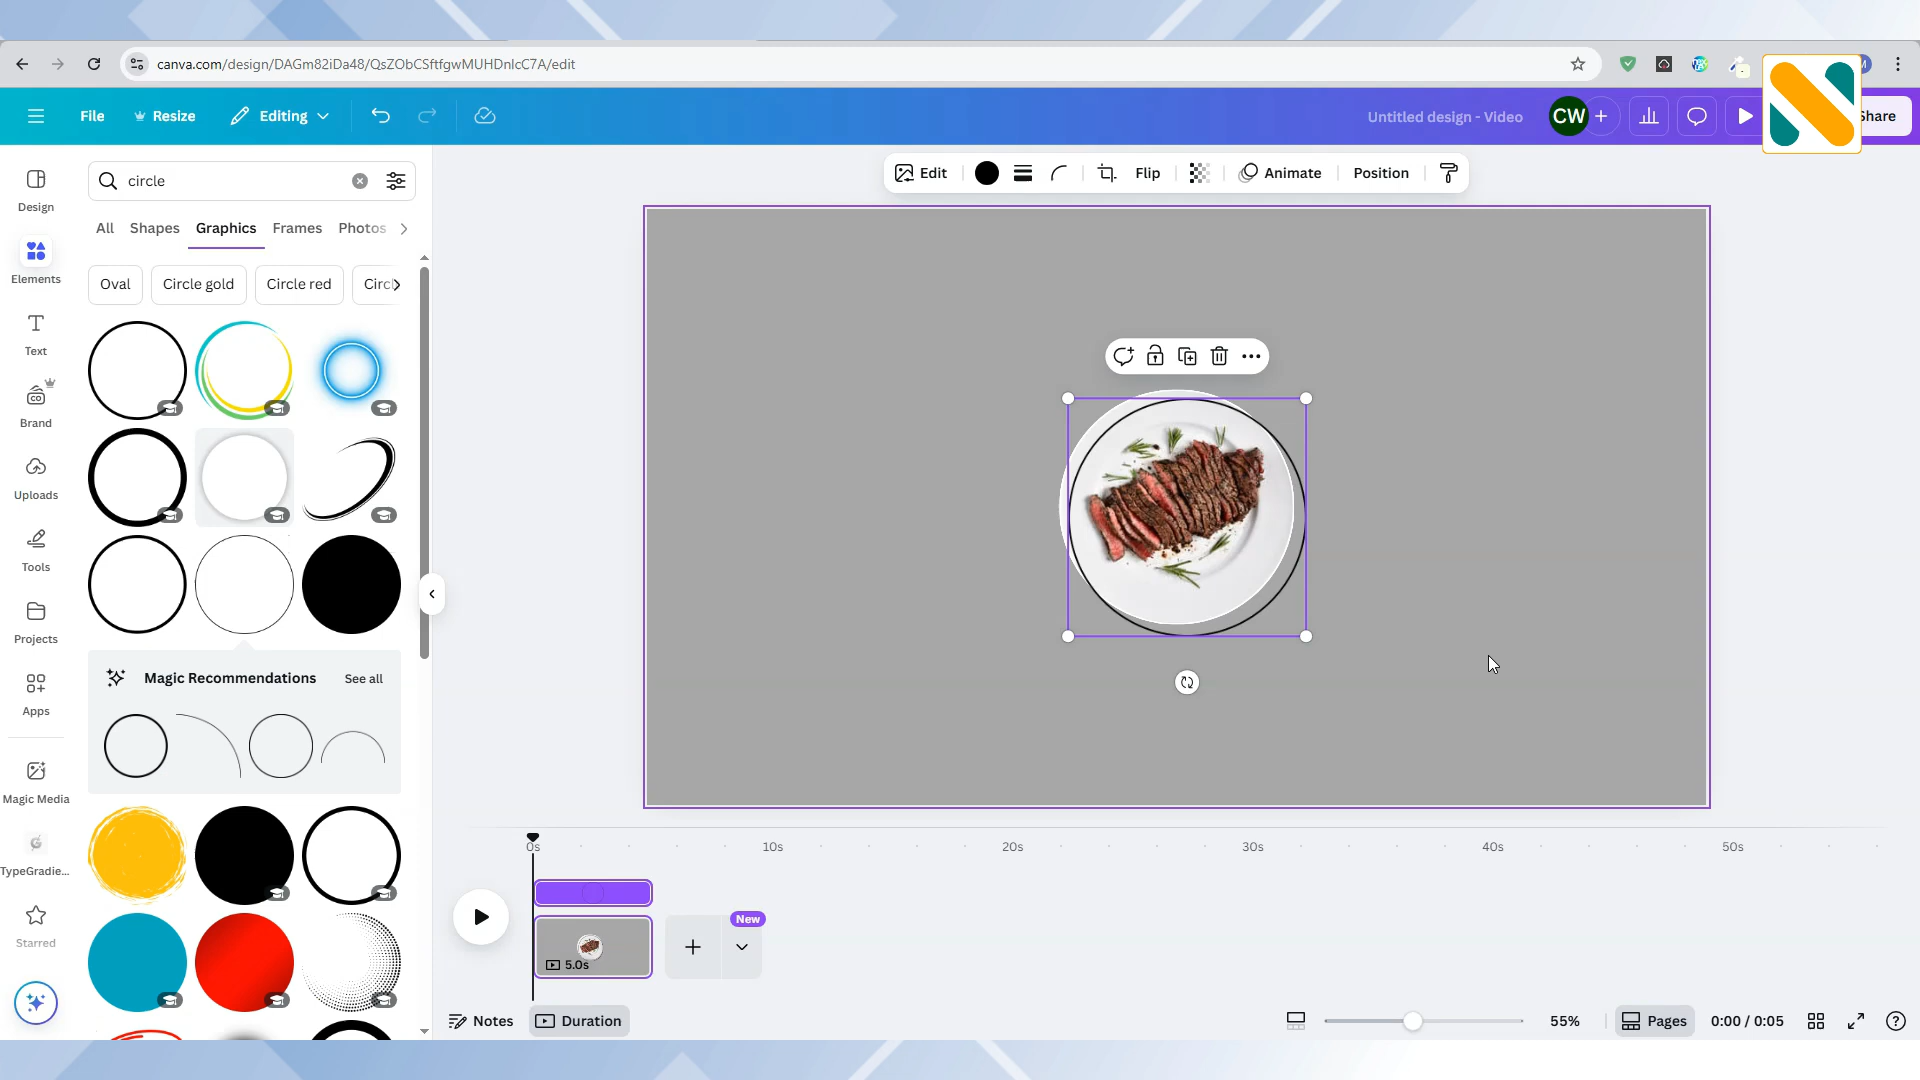 canva.com/design/DAGm82iDa48/QsZObCSftfgwMUHDnlcC7A/edit
File
Resize
Editing
Untitled design - Video
CW
Share
Design
Elements
Text
Brand
Uploads
Tools
Projects
Apps
Magic Media
TypeGradie...
Starred
circle
All
Shapes
Graphics
Frames
Photos
Oval
Circle gold
Circle red
Circl
Magic Recommendations
See all
Edit
Flip
Animate
Position
0s
10s
20s
30s
40s
50s
5.0s
New
Notes
Duration
55%
Pages
0:00 / 0:05